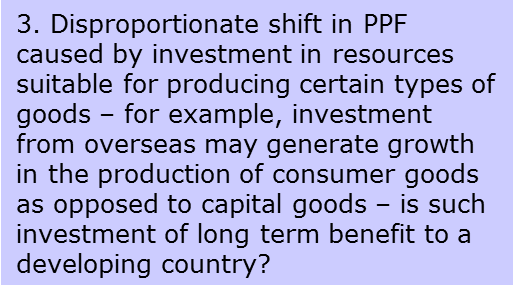 3. Disproportionate shift in PPF
caused by investment in resources
suitable for producing certain types of
goods – for example, investment
from overseas may generate growth
in the production of consumer goods
as opposed to capital goods – is such
investment of long term benefit to a
developing country?